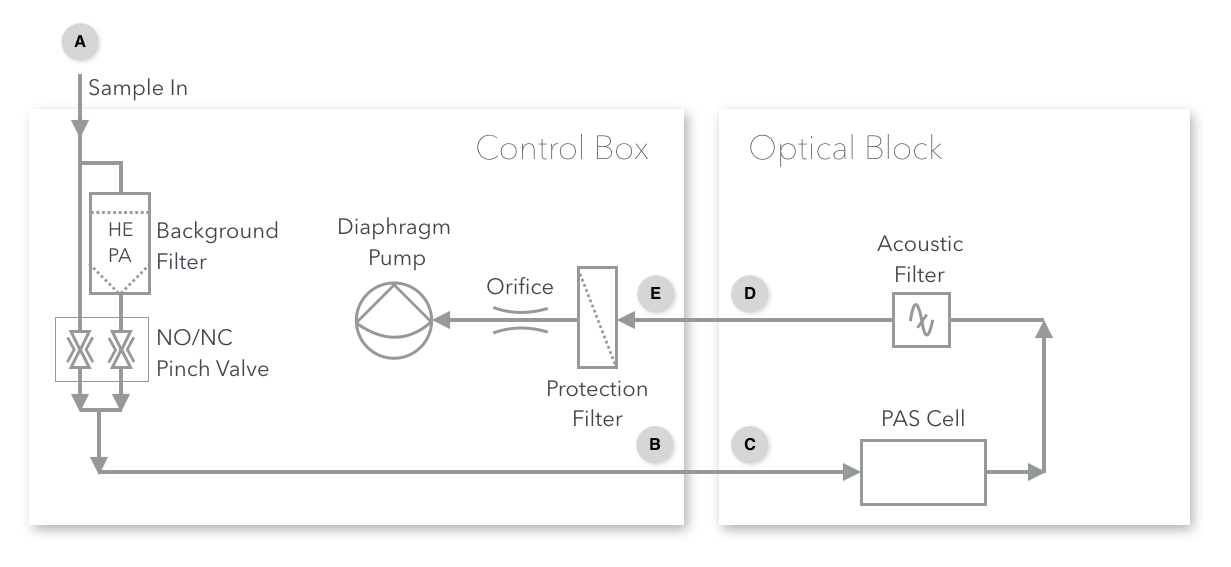 A
Sample In
Control Box
Optical Block
HE
PA
Background
Filter
Diaphragm
Pump
Orifice
E
D
Acoustic
Filter
NO/NC
Pinch Valve
Protection
Filter
B
C
PAS Cell